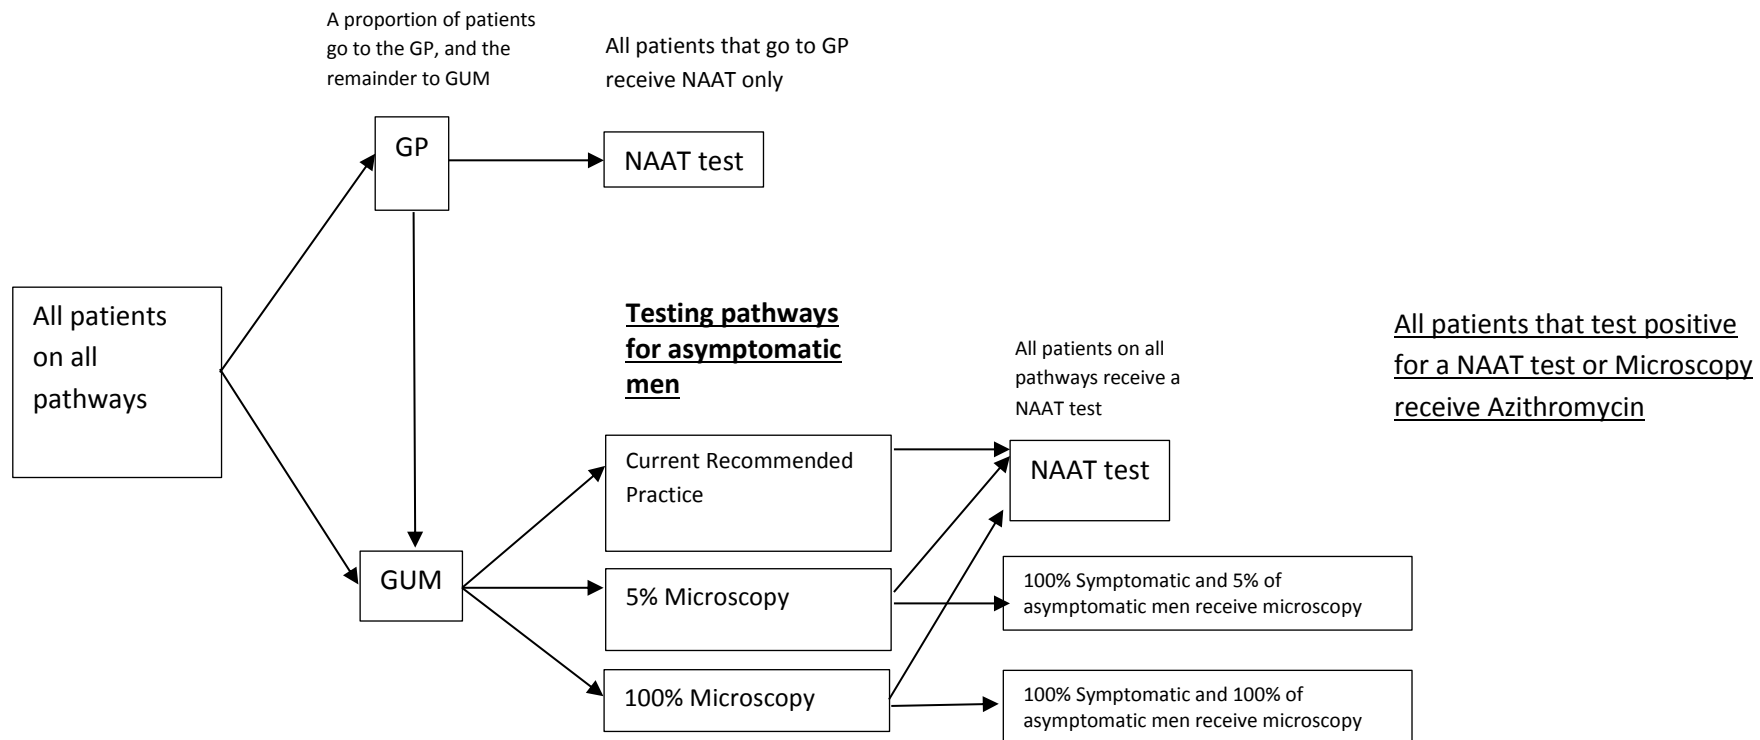 A proportion of patients
go to the GP, and the
remainder to GUM
All patients that go to GP
receive NAAT only
GP
NAAT test
All patients
on all
pathways
Testing pathways
for asymptomatic
men
All patients on all
pathways receive a
NAAT test
All patients that test positive
for a NAAT test or Microscopy
receive Azithromycin
Current Recommended
Practice
NAAT test
GUM
5% Microscopy
100% Symptomatic and 5% of
asymptomatic men receive microscopy
100% Microscopy
100% Symptomatic and 100% of
asymptomatic men receive microscopy